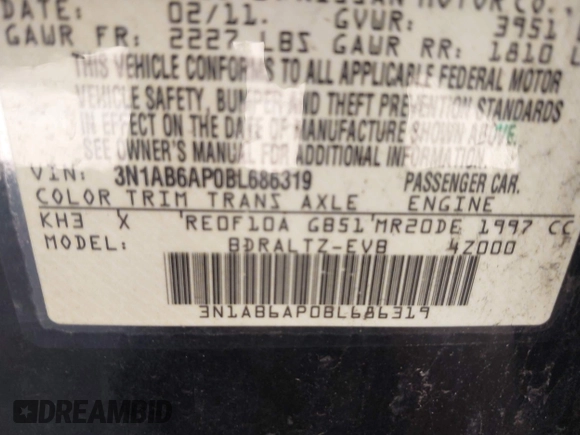 DATE: 02/11. GVWR: 3951
GAWR FR: 2227 LBS GAWR RR: 1810 L
THIS VEHICLE CONFORMS TO ALL APPLICABLE FEDERAL MOTOR
VEHICLE SAFETY, BUMPER AND THEFT PREVENTION STANDARDS
IN EFFECT ON THE DATE OF MANUFACTURE SHOWN ABOVE.
SEE OWNER'S MANUAL FOR ADDITIONAL INFORMATION.
VIN: 3N1AB6AP0BL686319 PASSENGER CAR.
COLOR TRIM TRANS AXLE ENGINE
KH3 X 'RE0F10A GB51'MR20DE 1997 CC
MODEL: BDRALTZ-EVB 4Z000
3N1AB6AP0BL686319
DREAMBID